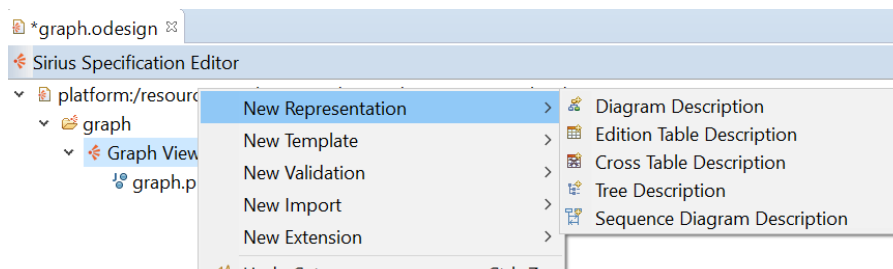 *graph.odesign
Sirius Specification Editor
platform:/resourc
New Representation
Diagram Description
graph
Edition Table Description
New Template
Graph View
Cross Table Description
New Validation
graph.p
Tree Description
New Import
Sequence Diagram Description
New Extension